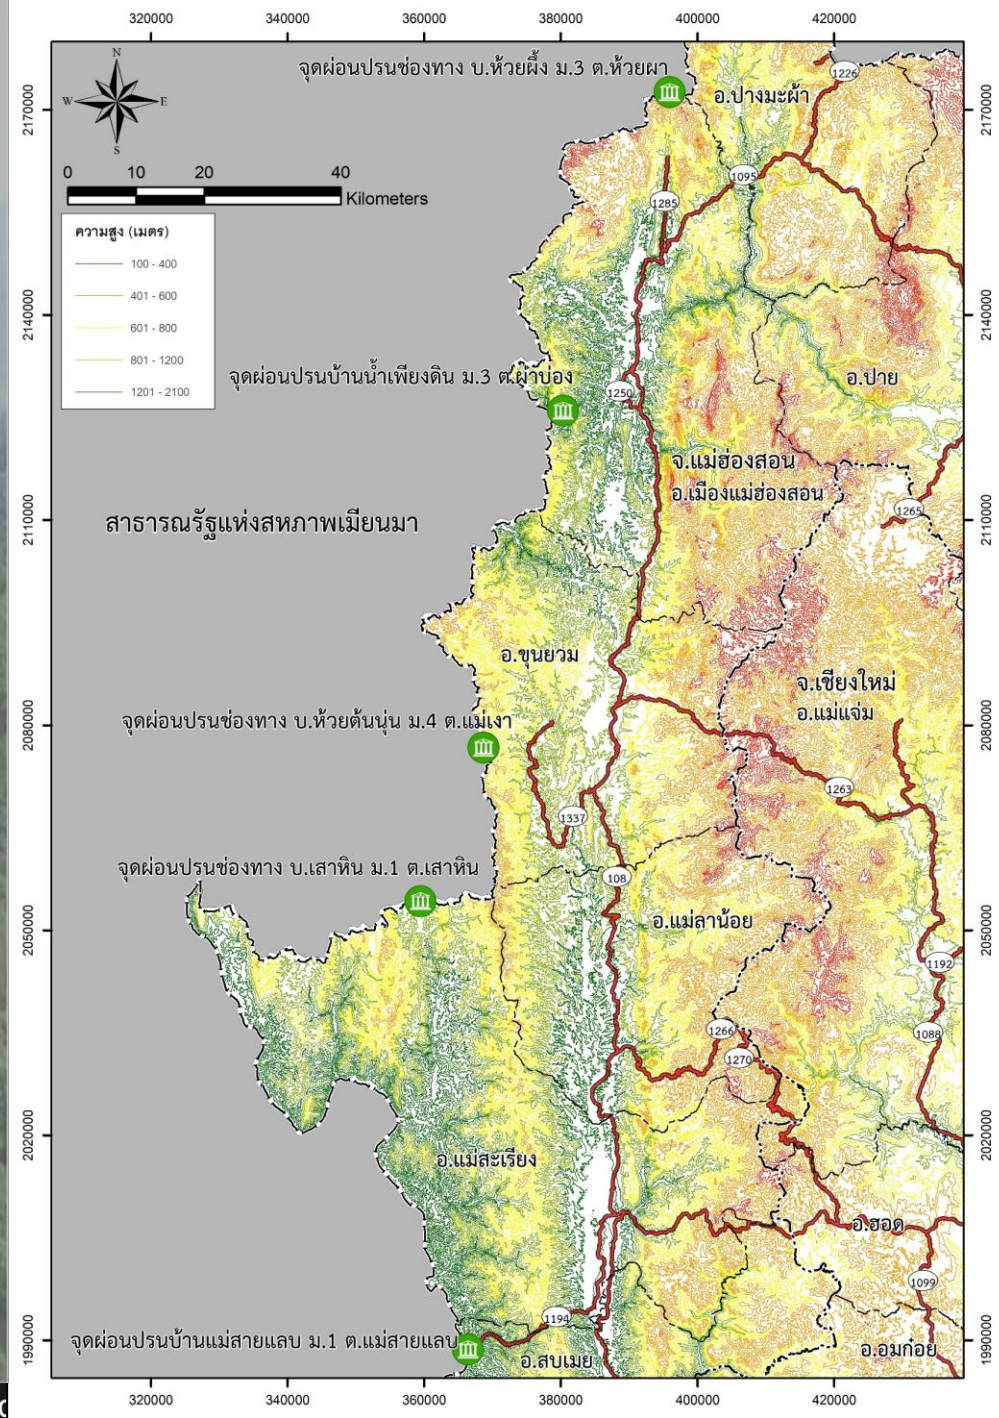 320000 340000 360000 380000 400000 420000
N
W E
S
0 10 20 40
Kilometers
ความสูง (เมตร)
100 - 400
401 - 600
601 - 800
801 - 1200
1201 - 2100
จุดผ่อนปรนช่องทาง บ.ห้วยผึ้ง ม.3 ต.ห้วยผา
อ.ปางมะผ้า
1226
2170000 2170000
1095
1285
2140000 2140000
จุดผ่อนปรนบ้านน้ำเพียงดิน ม.3 ต.ผาบ่อง
อ.ปาย
1250
จ.แม่ฮ่องสอน
อ.เมืองแม่ฮ่องสอน
1265
สาธารณรัฐแห่งสหภาพเมียนมา
2110000 2110000
อ.ขุนยวม
จ.เชียงใหม่
อ.แม่แจ่ม
จุดผ่อนปรนช่องทาง บ.ห้วยต้นนุ่น ม.4 ต.แม่เงา
2080000 2080000
1263
1337
จุดผ่อนปรนช่องทาง บ.เสาหิน ม.1 ต.เสาหิน
108
อ.แม่ลาน้อย
2050000 2050000
1192
1266
1088
1270
2020000 2020000
อ.แม่สะเรียง
อ.ฮอด
1099
1194
จุดผ่อนปรนบ้านแม่สายแลบ ม.1 ต.แม่สายแลบ
อ.สบเมย
อ.อมก๋อย
1990000 1990000
320000 340000 360000 380000 400000 420000